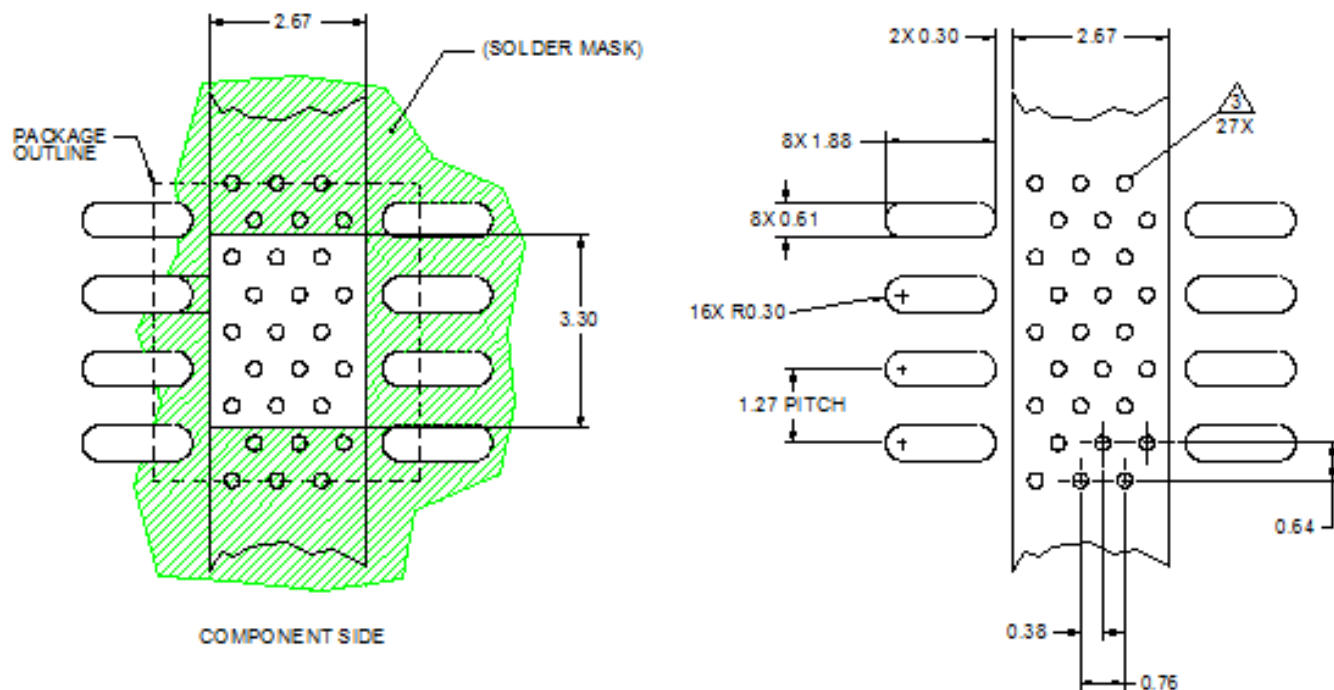 2.67
(SOLDER MASK)
PACKAGE
OUTLINE
3.30
COMPONENT SIDE
2X 0.30
2.67
3
27X
8X 1.88
8X 0.61
16X R0.30
1.27 PITCH
0.64
0.38
0.76